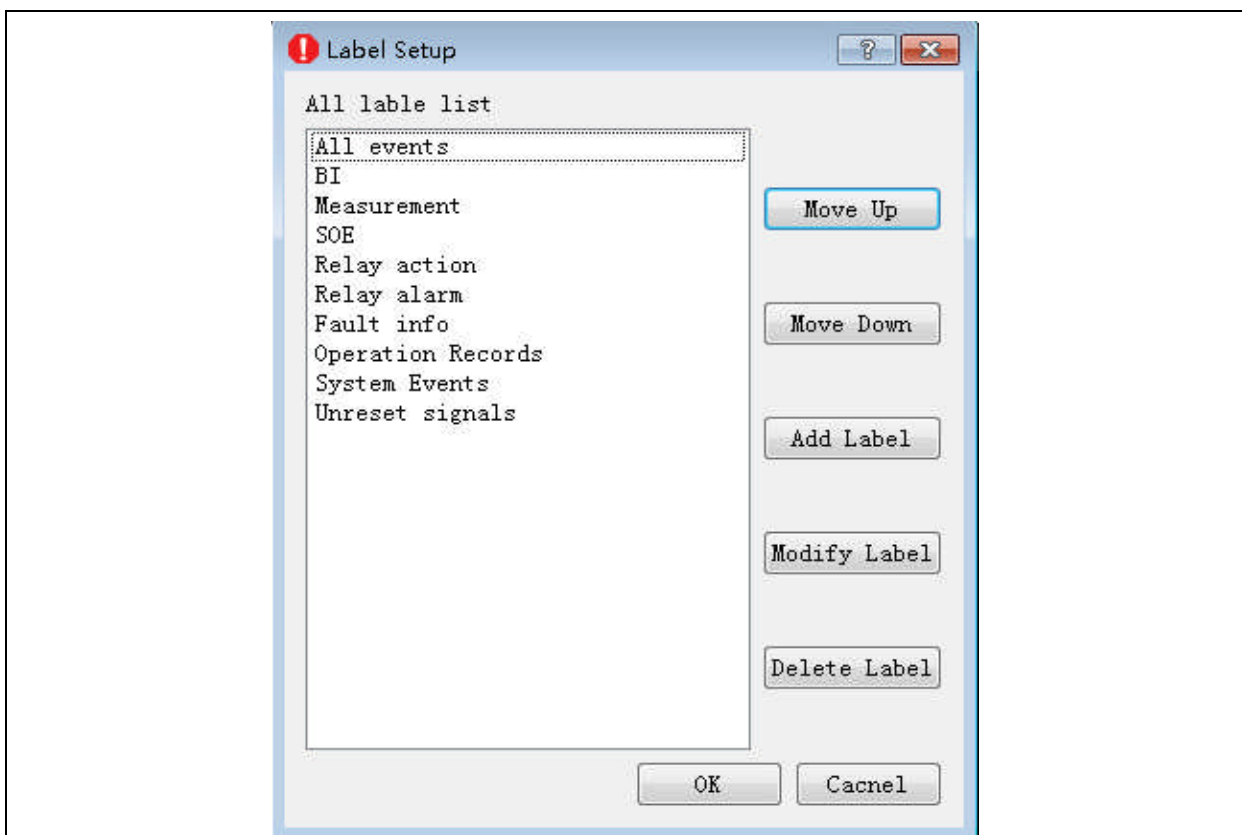 Label Setup
All lable list
All events
BI
Measurement
SOE
Relay action
Relay alarm
Fault info
Operation Records
System Events
Unreset signals
Move Up
Move Down
Add Label
Modify Label
Delete Label
OK
Cacnel